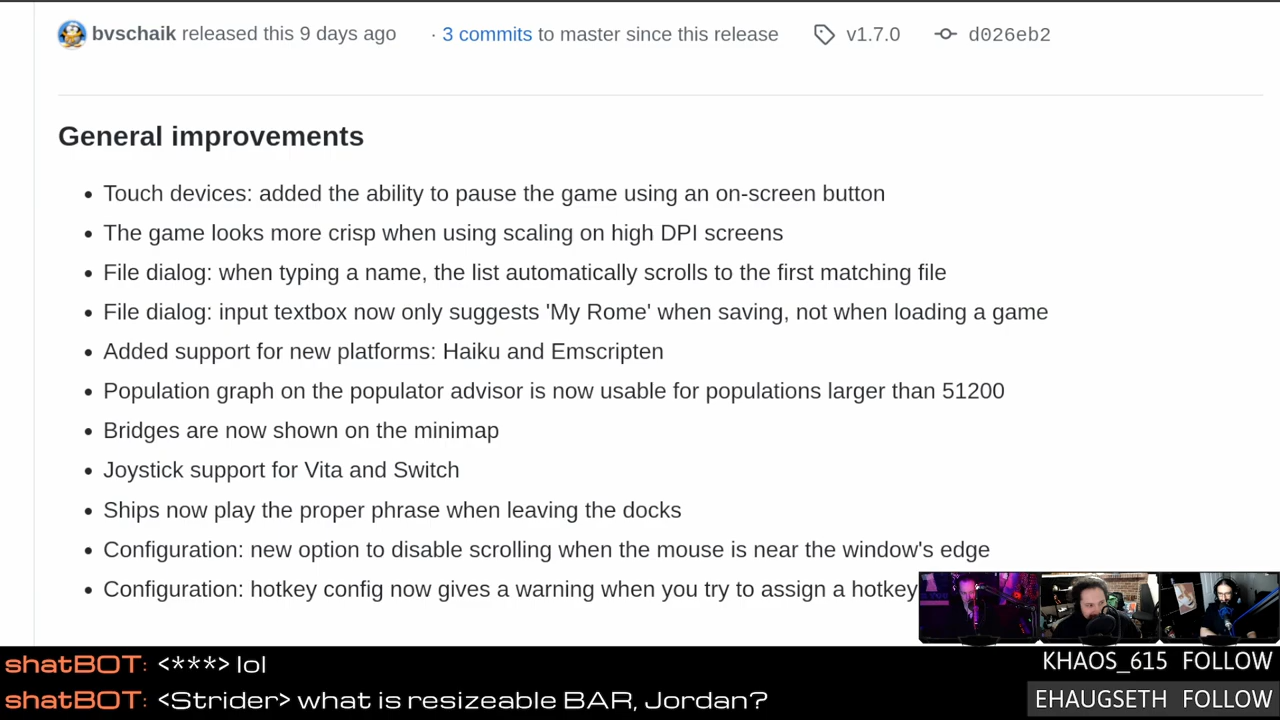 bvschaik released this 9 days ago · 3 commits to master since this release v1.7.0 d026eb2
General improvements
• Touch devices: added the ability to pause the game using an on-screen button
• The game looks more crisp when using scaling on high DPI screens
• File dialog: when typing a name, the list automatically scrolls to the first matching file
• File dialog: input textbox now only suggests 'My Rome' when saving, not when loading a game
• Added support for new platforms: Haiku and Emscripten
• Population graph on the populator advisor is now usable for populations larger than 51200
• Bridges are now shown on the minimap
• Joystick support for Vita and Switch
• Ships now play the proper phrase when leaving the docks
• Configuration: new option to disable scrolling when the mouse is near the window's edge
• Configuration: hotkey config now gives a warning when you try to assign a hotkey
shatBOT: <***> lol
KHAOS_615 FOLLOW
shatBOT: <Strider> what is resizeable BAR, Jordan?
EHAUGSETH FOLLOW